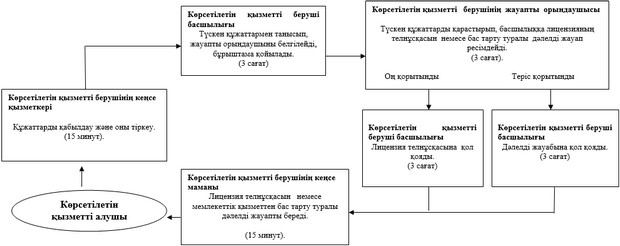 Көрсетілетін қызметті беруші
басшылығы
Түскен құжаттармен танысып,
жауапты орындаушыны белгілейді,
бұрыштама қойылады.
(3 сағат)
Көрсетілетін қызметті берушінің жауапты орындаушысы
Түскен құжаттарды қарастырып, басшылыққа лицензияның
телнұсқасын немесе бас тарту туралы дәлелді жауап
ресімдейді.
(3 сағат).
Оң қорытынды
Теріс қорытынды
Көрсетілетін қызметті берушінің кеңсе
қызметкері
Құжаттарды қабылдау және оны тіркеу.
(15 минут).
Көрсетілетін қызметті
беруші басшылығы
Лицензия телнұсқасына қол
қояды.
(3 сағат)
Көрсетілетін қызметті беруші
басшылығы
Дәлелді жауабына қол қояды.
(3 сағат)
Көрсетілетін қызметті берушінің кеңсе
маманы
Лицензия телнұсқасын немесе
мемлекеттік қызметтен бас тарту туралы
дәлелді жауапты береді.
(15 минут).
Көрсетілетін
қызметті алушы